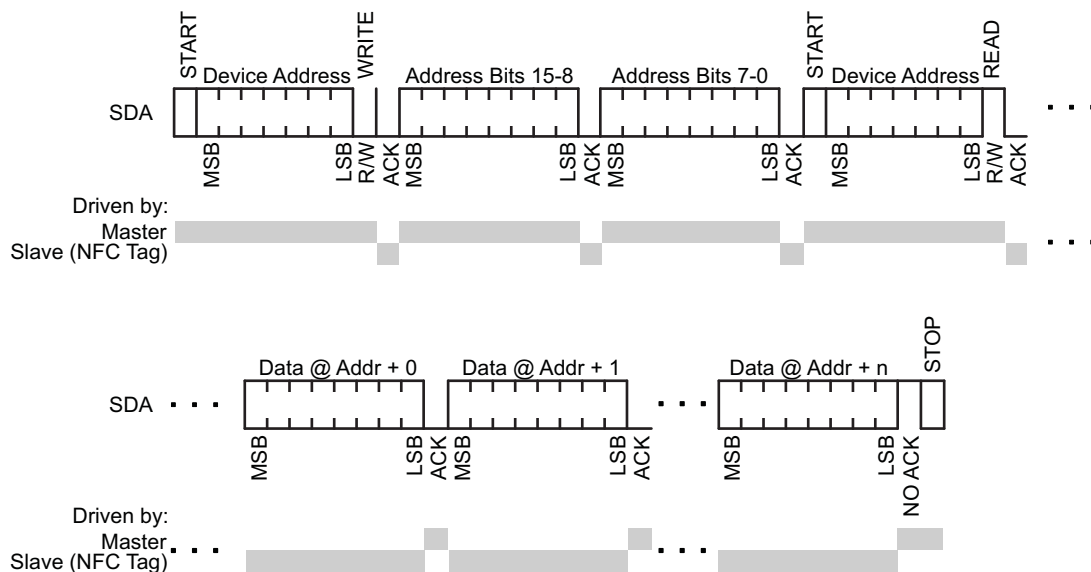 START
WRITE
START
READ
Device Address
Address Bits 15-8
Address Bits 7-0
Device Address
SDA
MSB
LSB
R/W
ACK
MSB
LSB
ACK
MSB
LSB
ACK
MSB
LSB
R/W
ACK
Driven by:
Master
Slave (NFC Tag)
STOP
Data @ Addr + 0
Data @ Addr + 1
Data @ Addr + n
SDA
MSB
LSB
ACK
MSB
LSB
ACK
MSB
LSB
NO ACK
Driven by:
Master
Slave (NFC Tag)